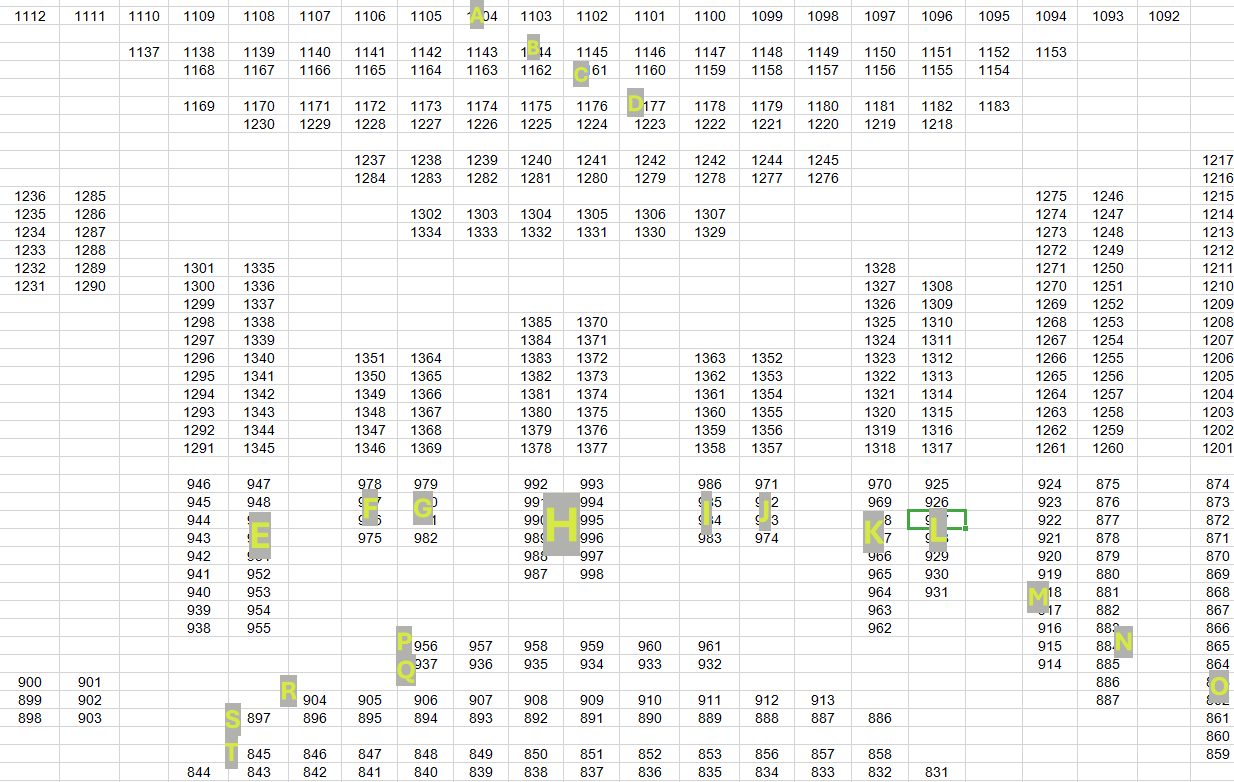 1112 1111 1110 1109 1108 1107 1106 1105 A 04 1103 1102 1101 1100 1099 1098 1097 1096 1095 1094 1093 1092
1137 1138 1139 1140 1141 1142 1143 B 1145 1146 1147 1148 1149 1150 1151 1152 1153
1168 1167 1166 1165 1164 1163 1162 C 61 1160 1159 1158 1157 1156 1155 1154
1169 1170 1171 1172 1173 1174 1175 1176 D 177 1178 1179 1180 1181 1182 1183
1230 1229 1228 1227 1226 1225 1224 1223 1222 1221 1220 1219 1218
1237 1238 1239 1240 1241 1242 1242 1244 1245 1217
1284 1283 1282 1281 1280 1279 1278 1277 1276 1216
1236 1285 1275 1246 1215
1235 1286 1302 1303 1304 1305 1306 1307 1274 1247 1214
1234 1287 1334 1333 1332 1331 1330 1329 1273 1248 1213
1233 1288 1272 1249 1212
1232 1289 1301 1335 1328 1271 1250 1211
1231 1290 1300 1336 1327 1308 1270 1251 1210
1299 1337 1326 1309 1269 1252 1209
1298 1338 1385 1370 1325 1310 1268 1253 1208
1297 1339 1384 1371 1324 1311 1267 1254 1207
1296 1340 1351 1364 1383 1372 1363 1352 1323 1312 1266 1255 1206
1295 1341 1350 1365 1382 1373 1362 1353 1322 1313 1265 1256 1205
1294 1342 1349 1366 1381 1374 1361 1354 1321 1314 1264 1257 1204
1293 1343 1348 1367 1380 1375 1360 1355 1320 1315 1263 1258 1203
1292 1344 1347 1368 1379 1376 1359 1356 1319 1316 1262 1259 1202
1291 1345 1346 1369 1378 1377 1358 1357 1318 1317 1261 1260 1201
946 947 978 979 992 993 986 971 970 925 924 875 874
945 948 F G 994 I J 969 926 923 876 873
944 E H 995 K L 922 877 872
943 975 982 996 983 974 921 878 871
942 997 966 929 920 879 870
941 952 987 998 965 930 919 880 869
940 953 964 931 M 881 868
939 954 963 882 867
938 955 962 916 866
P 956 957 958 959 960 961 915 N 865
Q 937 936 935 934 933 932 914 885 864
900 901 R 886 O
899 902 904 905 906 907 908 909 910 911 912 913 887
898 903 S 897 896 895 894 893 892 891 890 889 888 887 886 861
860
T 845 846 847 848 849 850 851 852 853 856 857 858 859
844 843 842 841 840 839 838 837 836 835 834 833 832 831